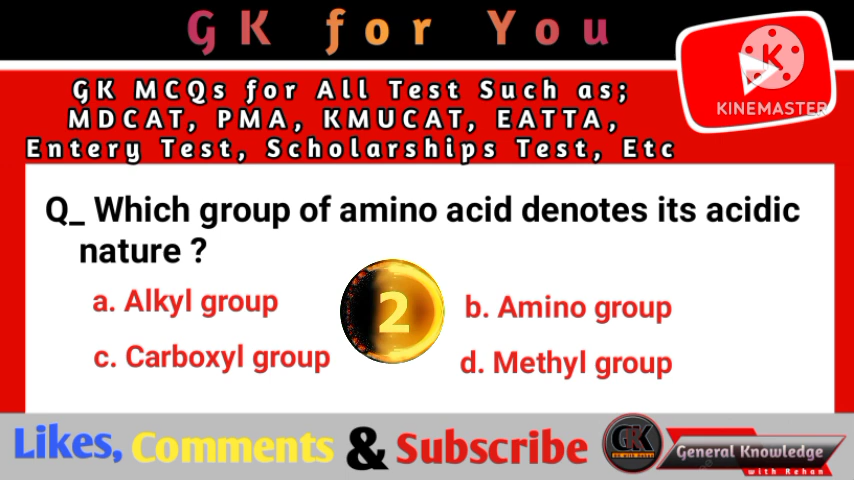 GK for You
KINEMASTER
GK MCQs for All Test Such as;
MDCAT, PMA, KMUCAT, EATTA,
Entery Test, Scholarships Test, Etc
Q_ Which group of amino acid denotes its acidic
nature ?
a. Alkyl group
b. Amino group
2
c. Carboxyl group
d. Methyl group
Likes, Comments & Subscribe
GK
General Knowledge
with Rehan